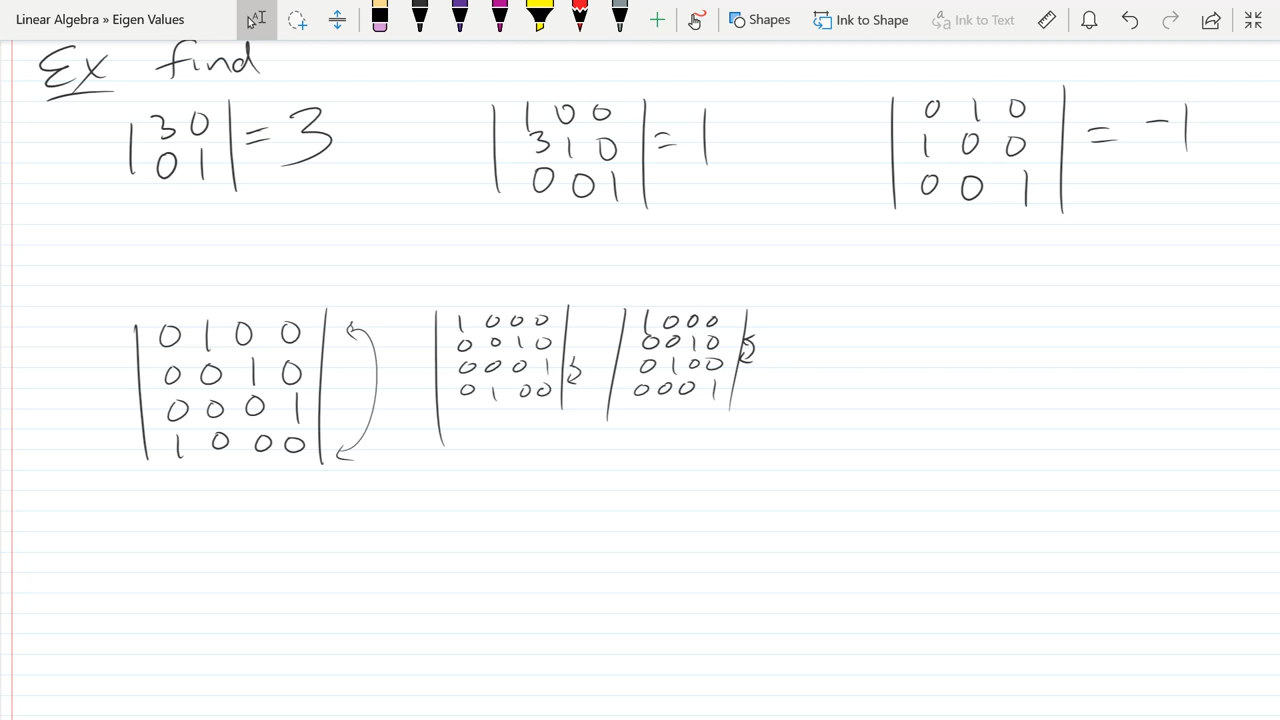 Linear Algebra » Eigen Values
Shapes
Ink to Shape
Ink to Text
Ex find
| 3 0 | = 3
| 0 1 |
| 1 0 0 |
| 3 1 0 | = 1
| 0 0 1 |
| 0 1 0 |
| 1 0 0 | = -1
| 0 0 1 |
| 0 1 0 0 |
| 0 0 1 0 |
| 0 0 0 1 |
| 1 0 0 0 |
| 1 0 0 0 |
| 0 0 1 0 |
| 0 0 0 1 |
| 0 1 0 0 |
| 1 0 0 0 |
| 0 0 1 0 |
| 0 1 0 0 |
| 0 0 0 1 |